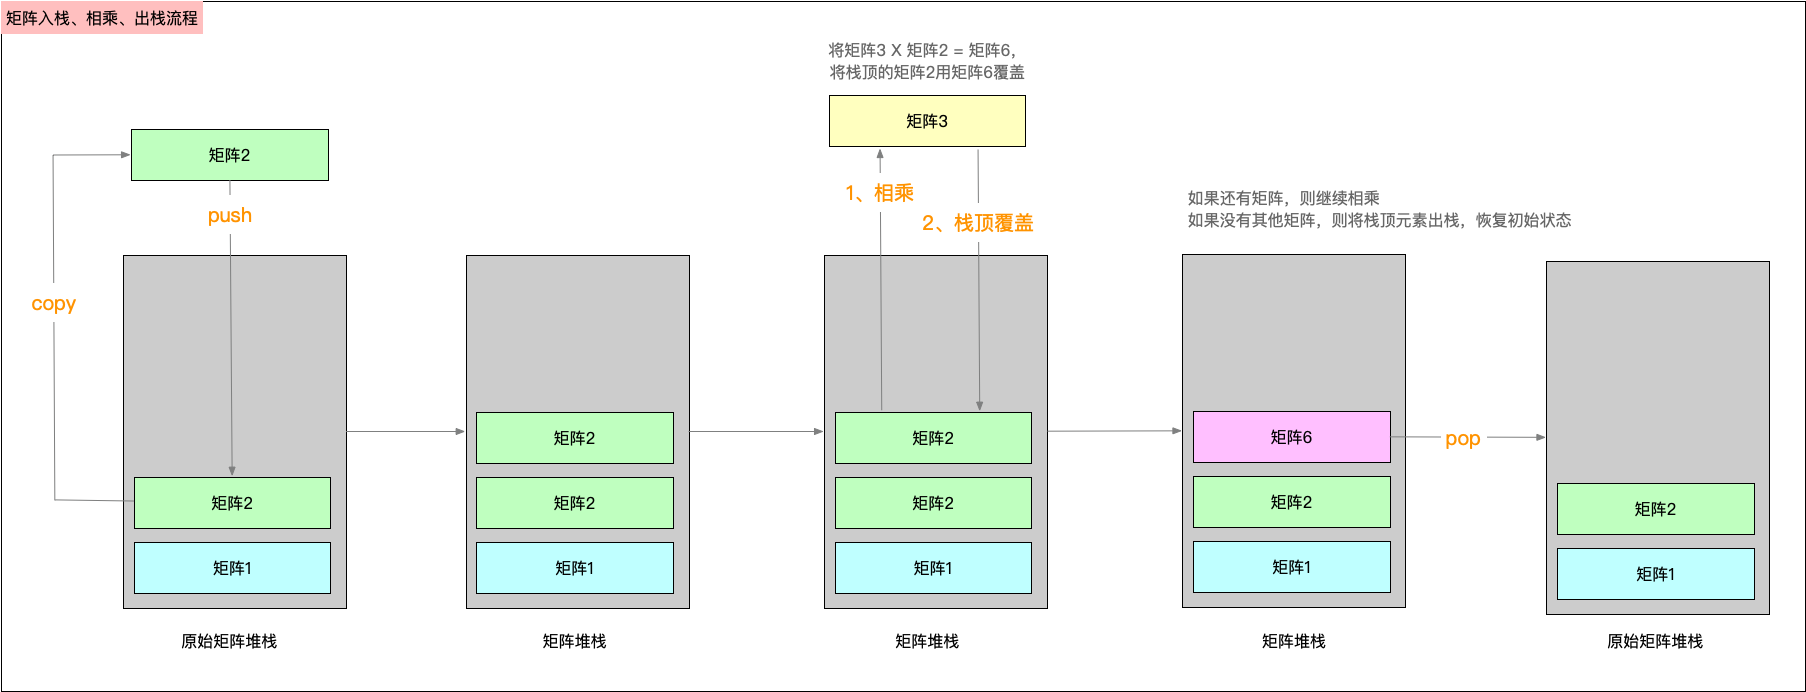 矩阵入栈、相乘、出栈流程
将矩阵3 X 矩阵2 = 矩阵6，
将栈顶的矩阵2用矩阵6覆盖
矩阵3
矩阵2
1、相乘
push
2、栈顶覆盖
如果还有矩阵，则继续相乘
如果没有其他矩阵，则将栈顶元素出栈，恢复初始状态
copy
矩阵2
矩阵2
矩阵6
pop
矩阵2
矩阵2
矩阵2
矩阵2
矩阵2
矩阵1
矩阵1
矩阵1
矩阵1
矩阵1
原始矩阵堆栈
矩阵堆栈
矩阵堆栈
矩阵堆栈
原始矩阵堆栈